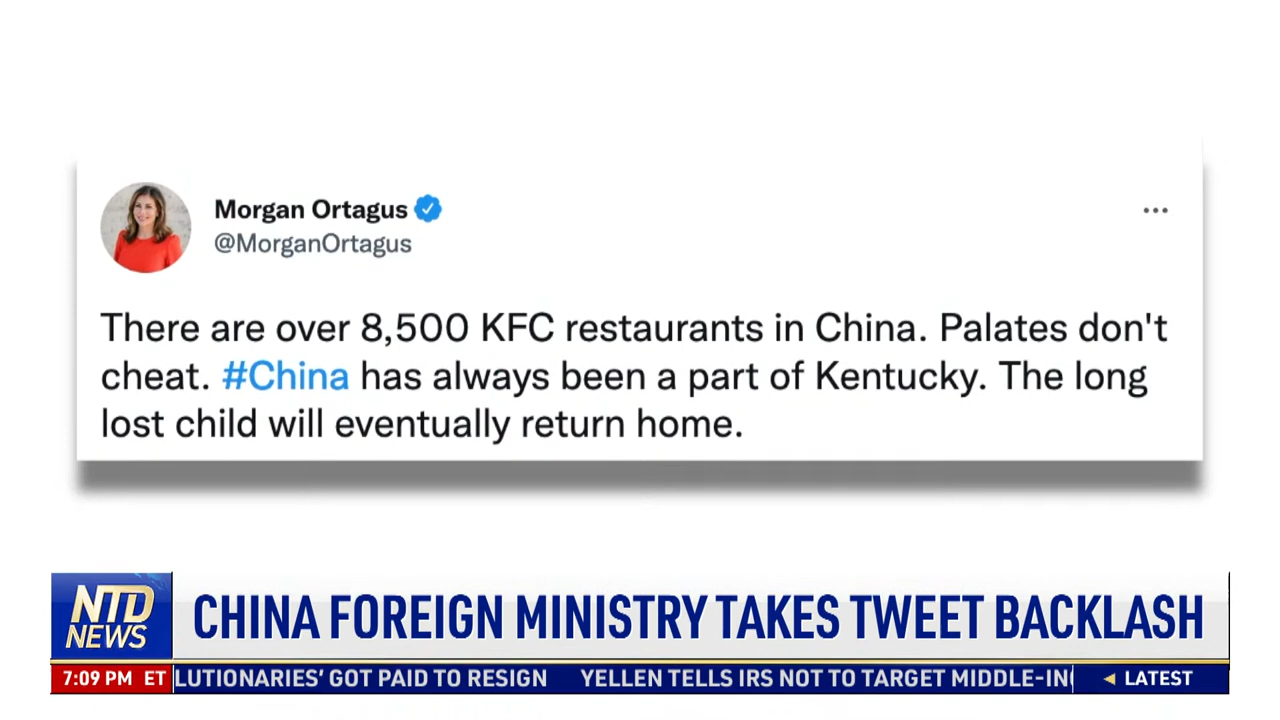 Morgan Ortagus
@MorganOrtagus
There are over 8,500 KFC restaurants in China. Palates don't
cheat. #China has always been a part of Kentucky. The long
lost child will eventually return home.
NTD
NEWS
CHINA FOREIGN MINISTRY TAKES TWEET BACKLASH
7:09 PM ET
LUTIONARIES' GOT PAID TO RESIGN YELLEN TELLS IRS NOT TO TARGET MIDDLE-IN
LATEST